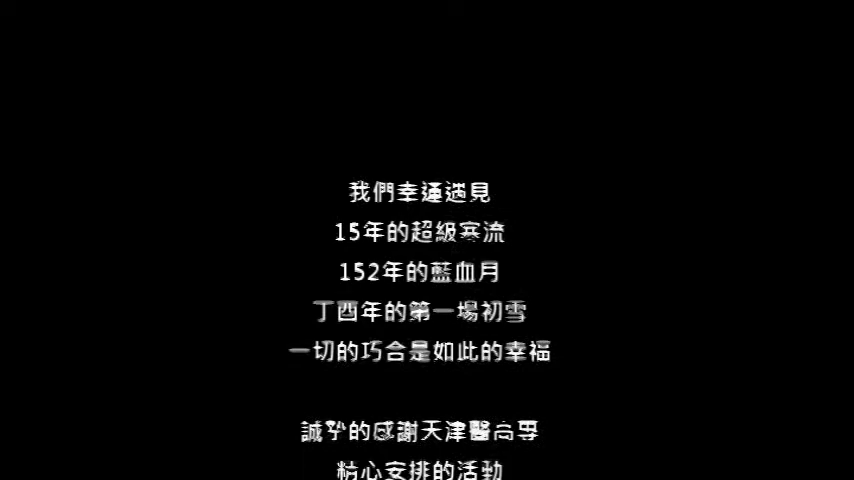 我們幸運遇見
15年的超級寒流
152年的藍血月
丁酉年的第一場初雪
一切的巧合是如此的幸福
誠摯的感謝天津醫高專
精心安排的活動